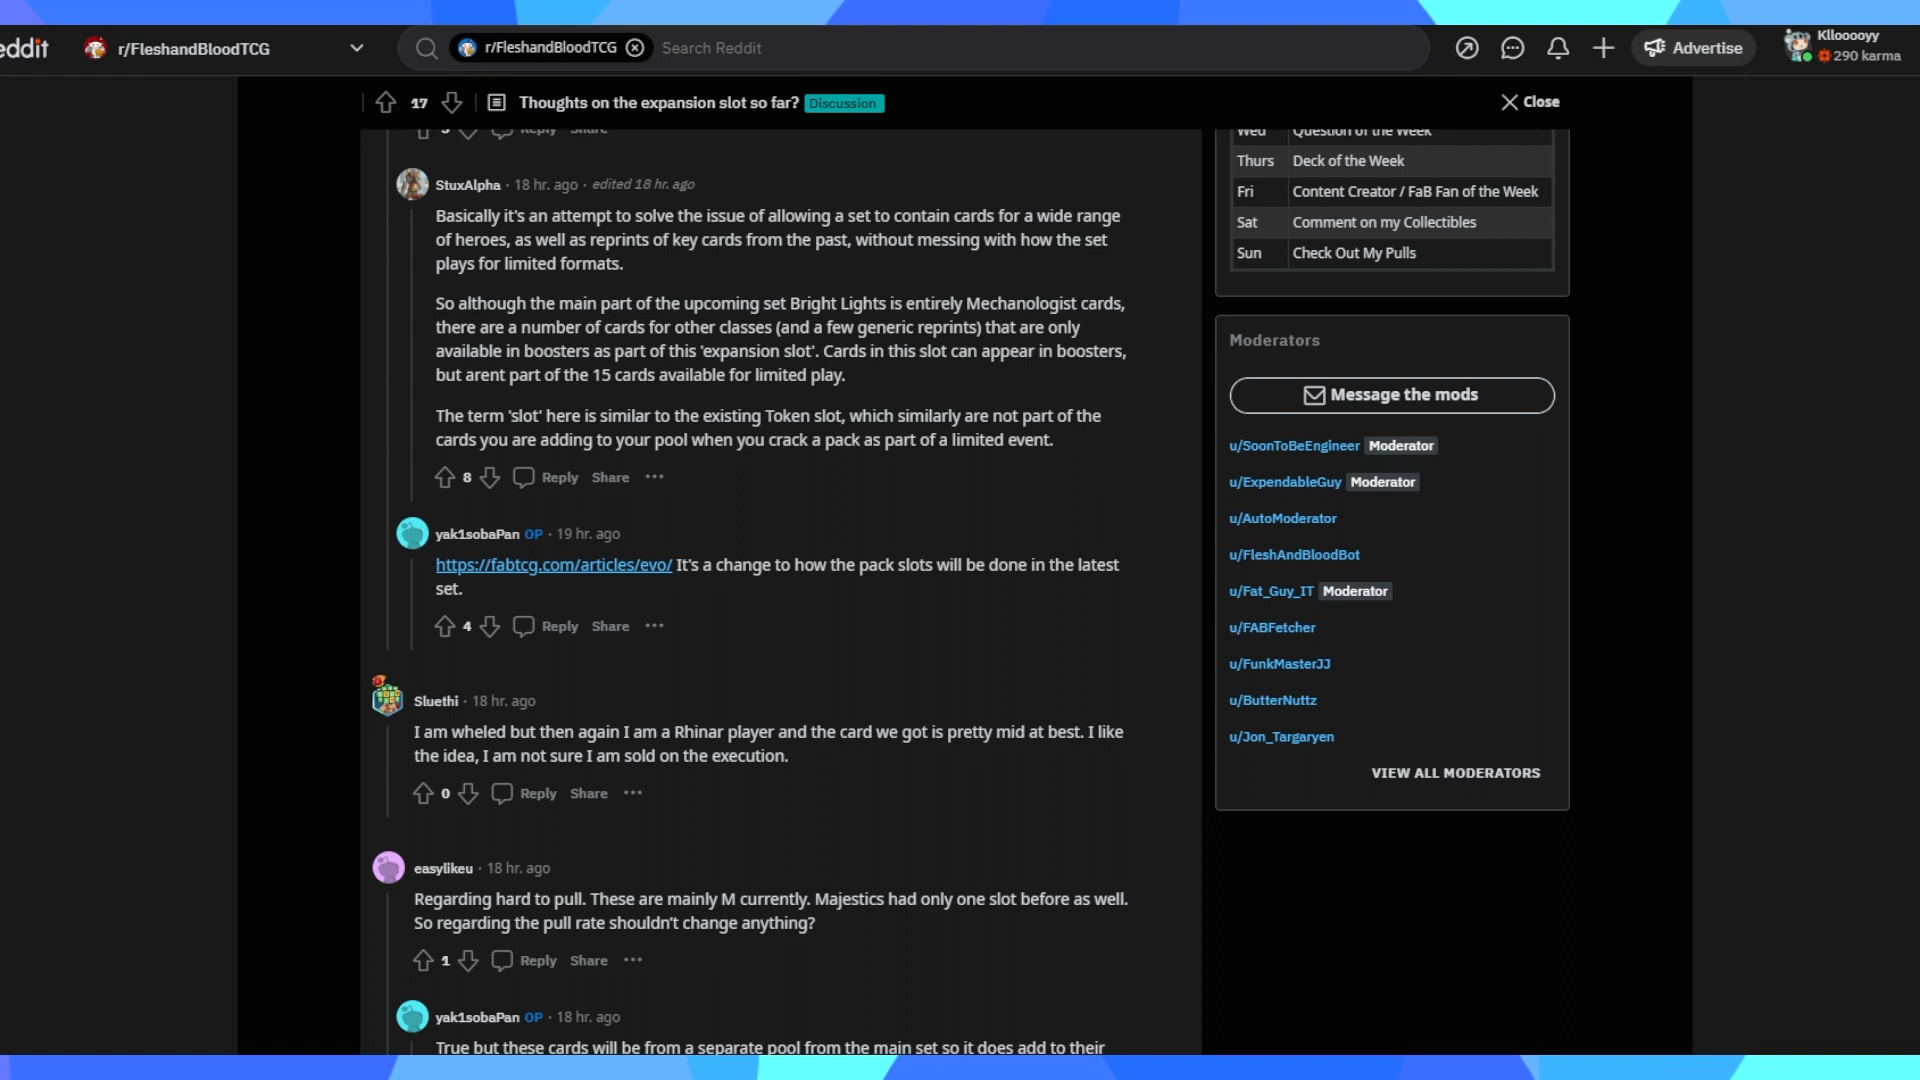 eddit
r/FleshandBloodTCG
r/FleshandBloodTCG
Search Reddit
Advertise
Kllooooyy
290 karma
17
Thoughts on the expansion slot so far?
Discussion
Close
3
Reply
Share
StuxAlpha · 18 hr. ago · edited 18 hr. ago
Basically it's an attempt to solve the issue of allowing a set to contain cards for a wide range
of heroes, as well as reprints of key cards from the past, without messing with how the set
plays for limited formats.
So although the main part of the upcoming set Bright Lights is entirely Mechanologist cards,
there are a number of cards for other classes (and a few generic reprints) that are only
available in boosters as part of this 'expansion slot'. Cards in this slot can appear in boosters,
but arent part of the 15 cards available for limited play.
The term 'slot' here is similar to the existing Token slot, which similarly are not part of the
cards you are adding to your pool when you crack a pack as part of a limited event.
8 Reply Share ···
yak1sobaPan OP · 19 hr. ago
https://fabtcg.com/articles/evo/ It's a change to how the pack slots will be done in the latest
set.
4 Reply Share ···
Sluethi · 18 hr. ago
I am wheled but then again I am a Rhinar player and the card we got is pretty mid at best. I like
the idea, I am not sure I am sold on the execution.
0 Reply Share ···
easylikeu · 18 hr. ago
Regarding hard to pull. These are mainly M currently. Majestics had only one slot before as well.
So regarding the pull rate shouldn't change anything?
1 Reply Share ···
yak1sobaPan OP · 18 hr. ago
True but these cards will be from a separate pool from the main set so it does add to their
Wed Question of the Week
Thurs Deck of the Week
Fri Content Creator / FaB Fan of the Week
Sat Comment on my Collectibles
Sun Check Out My Pulls
Moderators
Message the mods
u/SoonToBeEngineer Moderator
u/ExpendableGuy Moderator
u/AutoModerator
u/FleshAndBloodBot
u/Fat_Guy_IT Moderator
u/FABFetcher
u/FunkMasterJJ
u/ButterNuttz
u/Jon_Targaryen
VIEW ALL MODERATORS